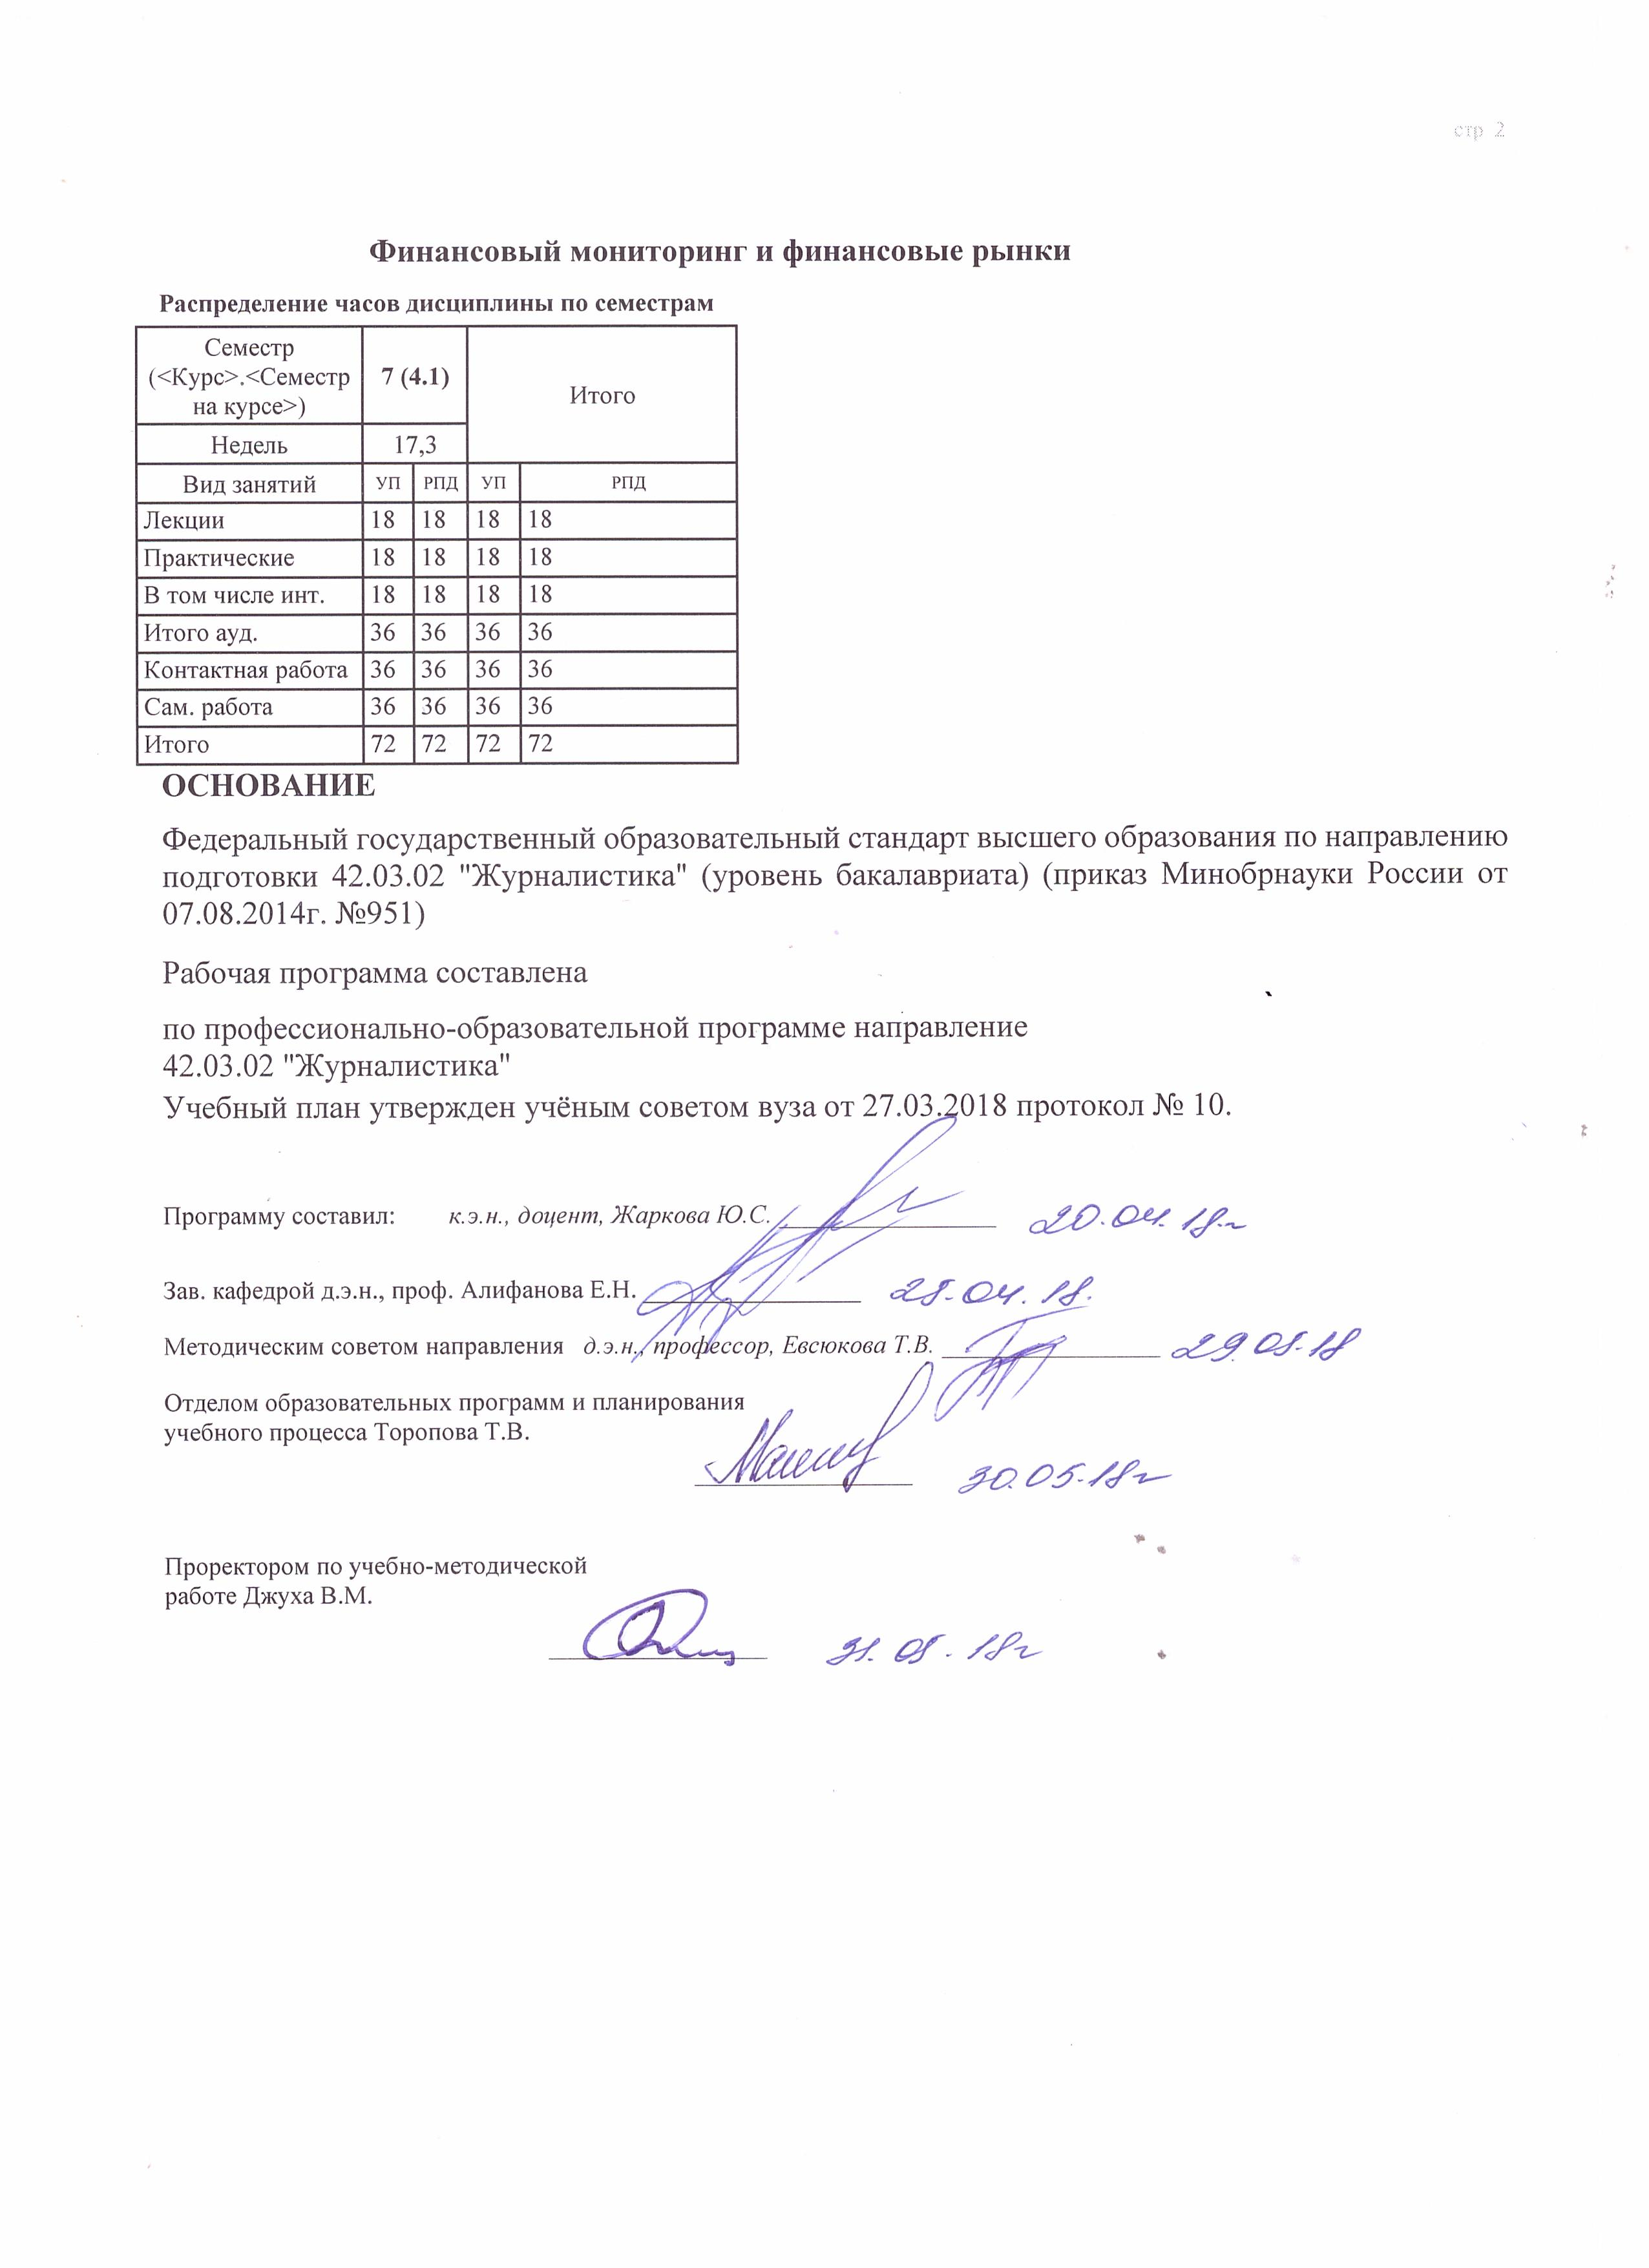 стр 2
Финансовый мониторинг и финансовые рынки
Распределение часов дисциплины по семестрам
Семестр (<Курс>.<Семестр на курсе>) 7 (4.1) Итого
Недель 17,3
Вид занятий УП РПД УП РПД
Лекции 18 18 18 18
Практические 18 18 18 18
В том числе инт. 18 18 18 18
Итого ауд. 36 36 36 36
Контактная работа 36 36 36 36
Сам. работа 36 36 36 36
Итого 72 72 72 72
ОСНОВАНИЕ
Федеральный государственный образовательный стандарт высшего образования по направлению
подготовки 42.03.02 "Журналистика" (уровень бакалавриата) (приказ Минобрнауки России от
07.08.2014г. №951)
Рабочая программа составлена
по профессионально-образовательной программе направление
42.03.02 "Журналистика"
Учебный план утвержден учёным советом вуза от 27.03.2018 протокол № 10.
Программу составил: к.э.н., доцент, Жаркова Ю.С. 20.04.18г
Зав. кафедрой д.э.н., проф. Алифанова Е.Н. 04.18.
Методическим советом направления д.э.н., профессор, Евсюкова Т.В. 29.05.18
Отделом образовательных программ и планирования
учебного процесса Торопова Т.В.
30.05.18г
Проректором по учебно-методической
работе Джуха В.М.
31.05.18г